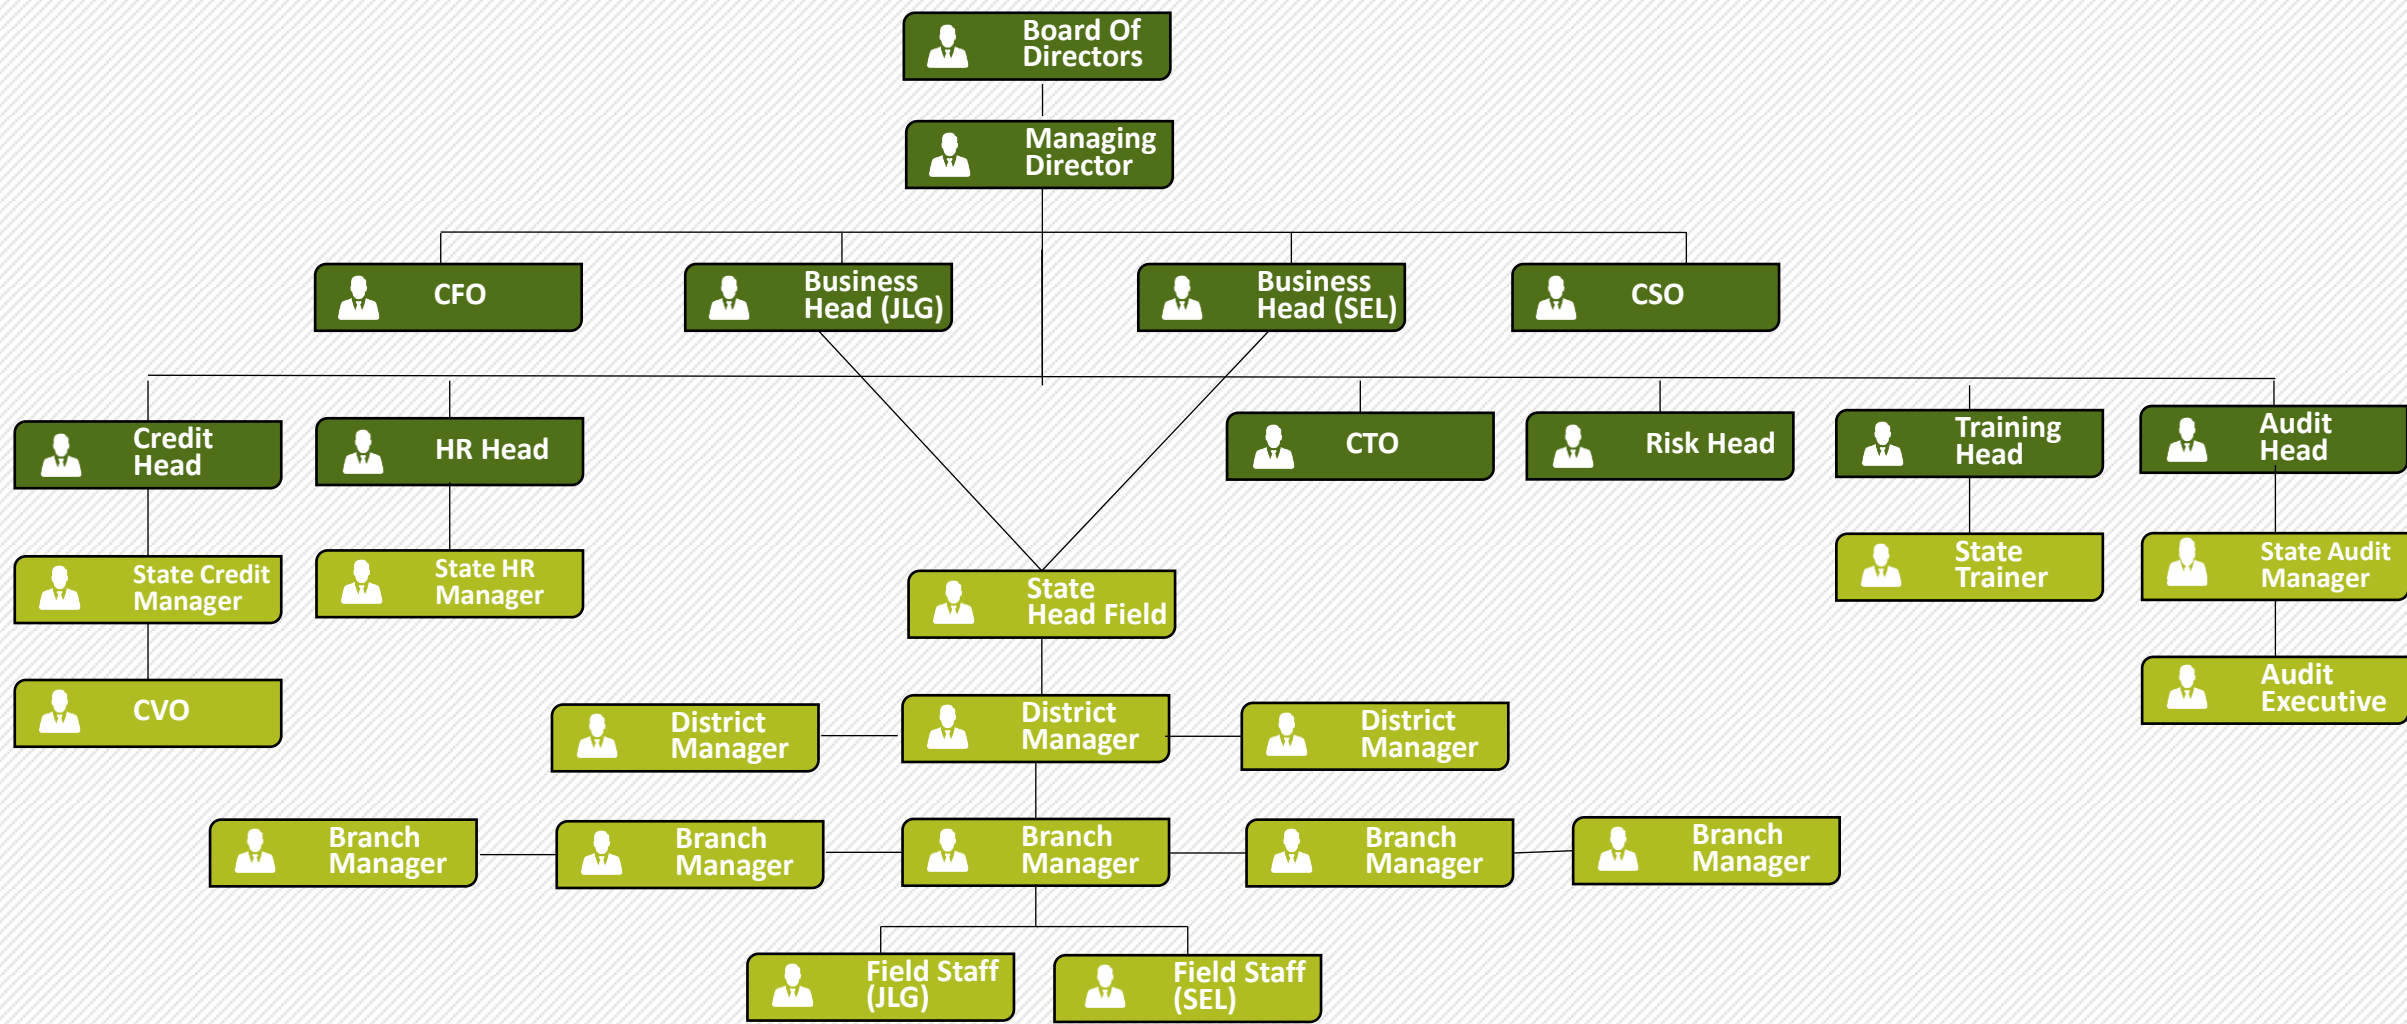 Board Of
Directors
Managing
Director
CFO
Business
Head (JLG)
Business
Head (SEL)
CSO
Credit
Head
HR Head
CTO
Risk Head
Training
Head
Audit
Head
State Credit
Manager
State HR
Manager
State
Head Field
State
Trainer
State Audit
Manager
CVO
District
Manager
District
Manager
District
Manager
Audit
Executive
Branch
Manager
Branch
Manager
Branch
Manager
Branch
Manager
Branch
Manager
Field Staff
(JLG)
Field Staff
(SEL)